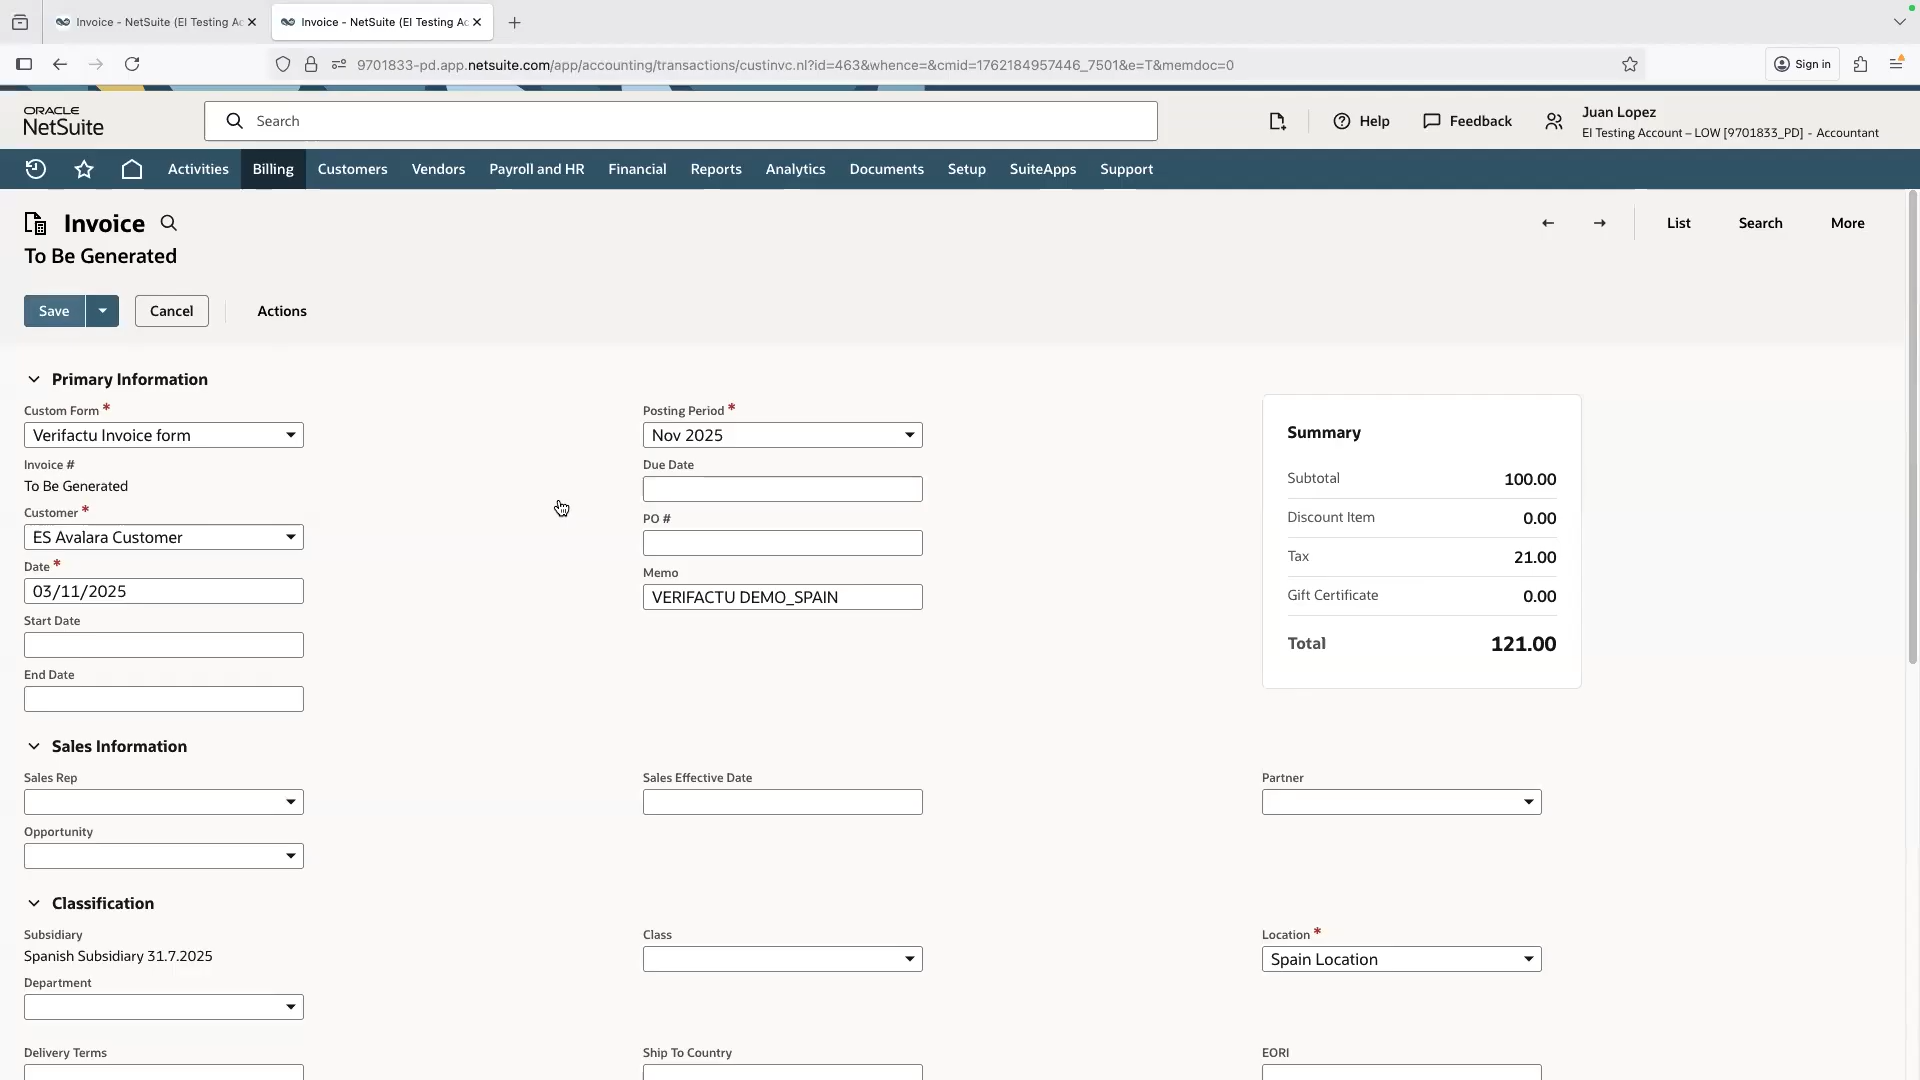 Invoice - NetSuite (EI Testing Ac
Invoice - NetSuite (EI Testing Ac
9701833-pd.app.netsuite.com/app/accounting/transactions/custinvc.nl?id=463&whence=&cmid=1762184957446_7501&e=T&memdoc=0
Sign in
ORACLE
NetSuite
Search
Help
Feedback
Juan Lopez
EI Testing Account – LOW [9701833_PD] - Accountant
Activities Billing Customers Vendors Payroll and HR Financial Reports Analytics Documents Setup SuiteApps Support
Invoice
List Search More
To Be Generated
Save Cancel Actions
Primary Information
Custom Form *
Verifactu Invoice form
Invoice #
To Be Generated
Customer *
ES Avalara Customer
Date *
03/11/2025
Start Date
End Date
Posting Period *
Nov 2025
Due Date
PO #
Memo
VERIFACTU DEMO_SPAIN
Summary
Subtotal 100.00
Discount Item 0.00
Tax 21.00
Gift Certificate 0.00
Total 121.00
Sales Information
Sales Rep
Opportunity
Sales Effective Date
Partner
Classification
Subsidiary
Spanish Subsidiary 31.7.2025
Department
Class
Location *
Spain Location
Delivery Terms
Ship To Country
EORI